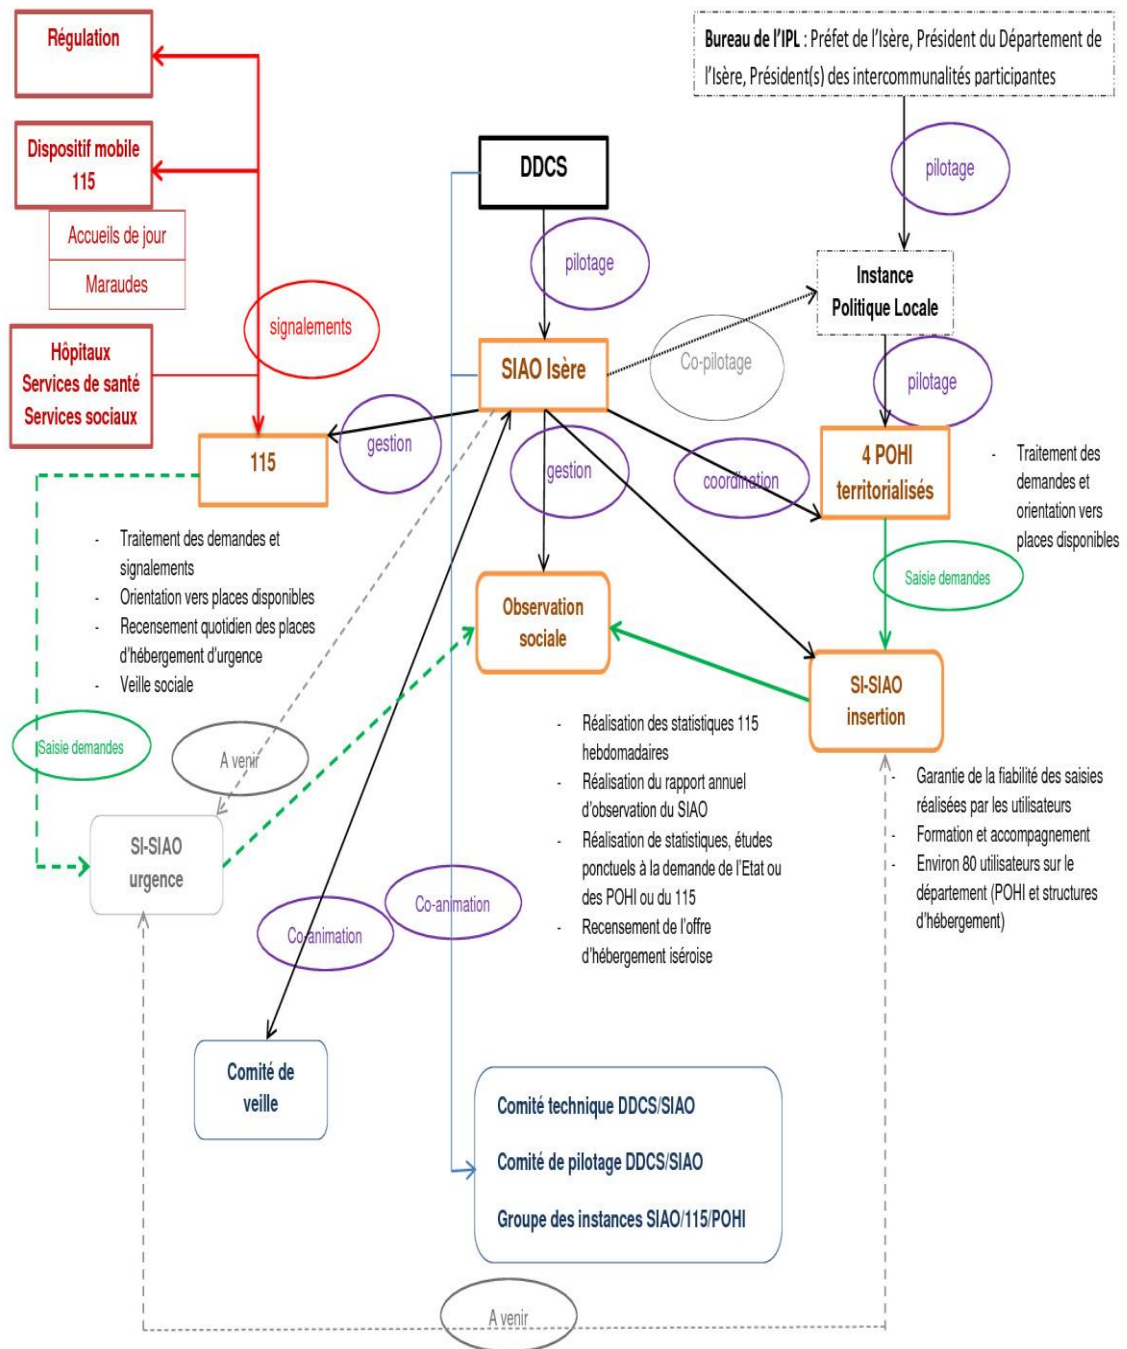 Régulation
Bureau de l’IPL : Préfet de l’Isère, Président du Département de
l’Isère, Président(s) des intercommunalités participantes
Dispositif mobile
115
DDCS
pilotage
Accueils de jour
Maraudes
pilotage
Instance
Politique Locale
signalements
Hôpitaux
Services de santé
Services sociaux
SIAO Isère
Co-pilotage
pilotage
gestion
115
gestion
coordination
4 POHI
territorialisés
- Traitement des
demandes et
orientation vers
places disponibles
- Traitement des demandes et
signalements
- Orientation vers places disponibles
- Recensement quotidien des places
d’hébergement d’urgence
- Veille sociale
Saisie demandes
Observation
sociale
SI-SIAO
insertion
Saisie demandes
A venir
- Réalisation des statistiques 115
hebdomadaires
- Réalisation du rapport annuel
d’observation du SIAO
- Réalisation de statistiques, études
ponctuels à la demande de l’Etat ou
des POHI ou du 115
- Recensement de l’offre
d’hébergement iséroise
- Garantie de la fiabilité des saisies
réalisées par les utilisateurs
- Formation et accompagnement
- Environ 80 utilisateurs sur le
département (POHI et structures
d’hébergement)
SI-SIAO
urgence
Co-animation
Co-animation
Comité de
veille
Comité technique DDCS/SIAO
Comité de pilotage DDCS/SIAO
Groupe des instances SIAO/115/POHI
A venir